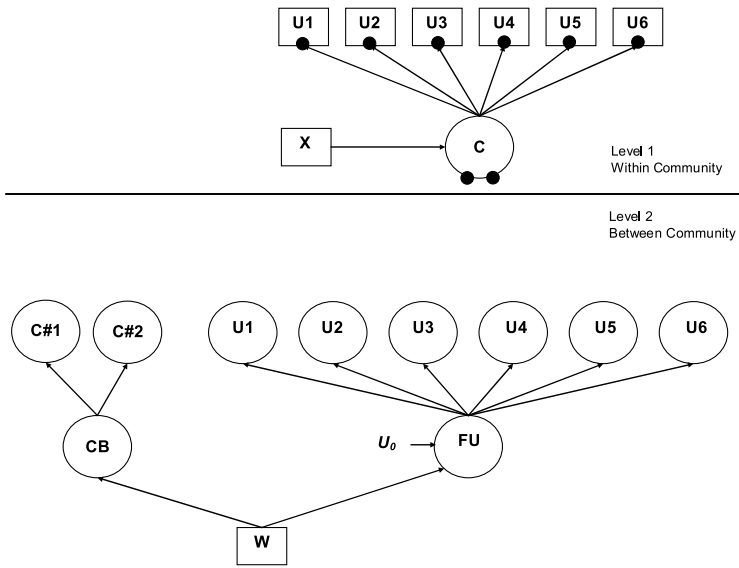 U1 U2 U3 U4 U5 U6
X
C
Level 1
Within Community
Level 2
Between Community
C#1 C#2 U1 U2 U3 U4 U5 U6
CB
U0
FU
W